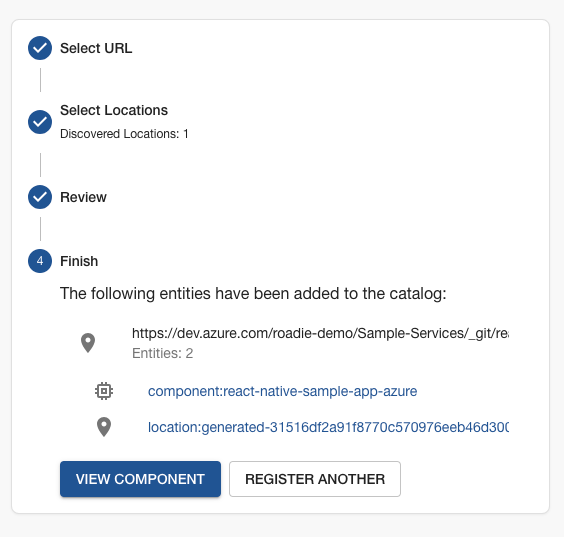 Select URL
Select Locations
Discovered Locations: 1
Review
4 Finish
The following entities have been added to the catalog:
https://dev.azure.com/roadie-demo/Sample-Services/_git/rea
Entities: 2
component:react-native-sample-app-azure
location:generated-31516df2a91f8770c570976eeb46d300
VIEW COMPONENT REGISTER ANOTHER